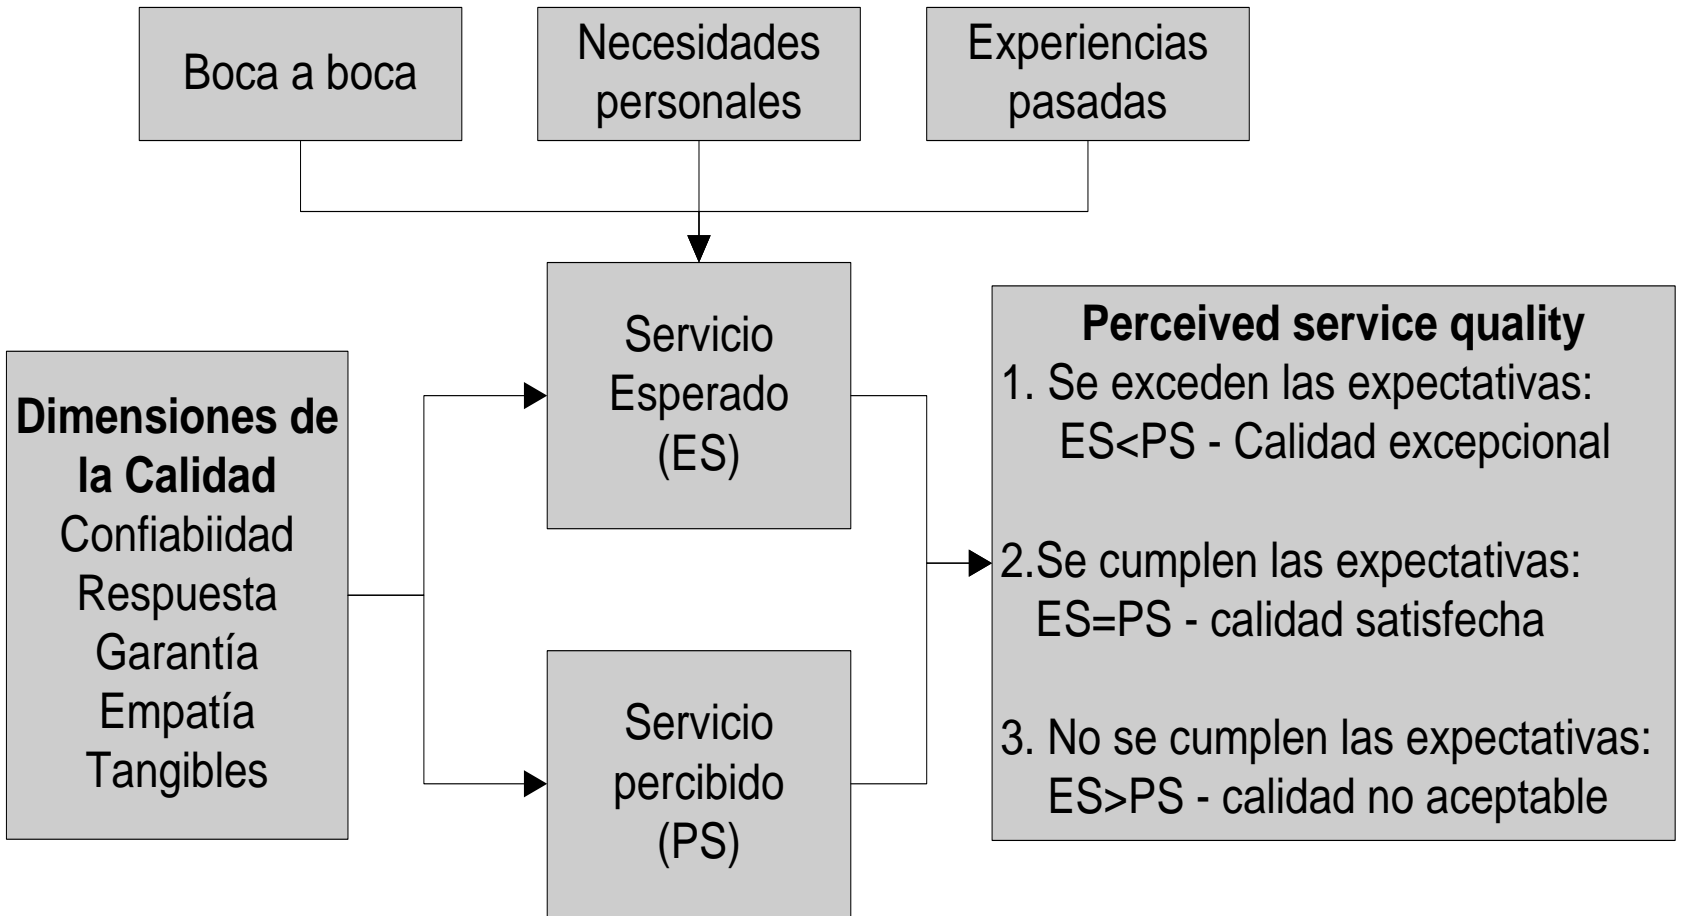 Boca a boca
Necesidades
personales
Experiencias
pasadas
Servicio
Esperado
(ES)
Dimensiones de
la Calidad
Confiabiidad
Respuesta
Garantía
Empatía
Tangibles
Servicio
percibido
(PS)
Perceived service quality
1. Se exceden las expectativas:
ES<PS - Calidad excepcional
2.Se cumplen las expectativas:
ES=PS - calidad satisfecha
3. No se cumplen las expectativas:
ES>PS - calidad no aceptable